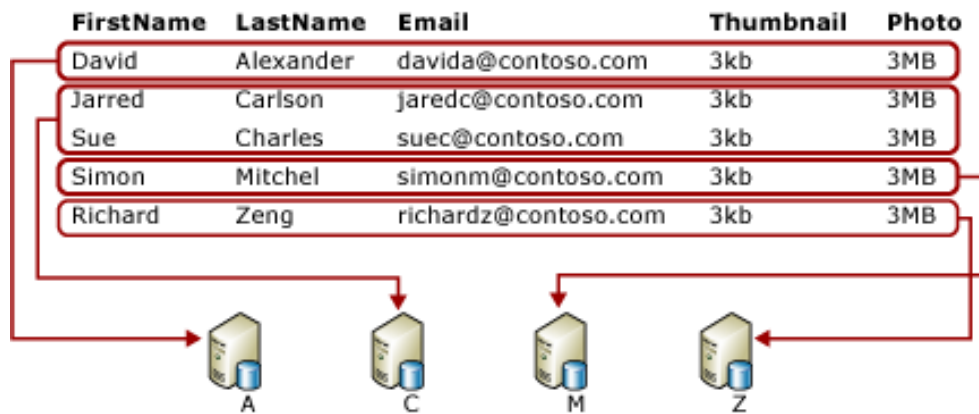 FirstName LastName Email Thumbnail Photo
David Alexander davida@contoso.com 3kb 3MB
Jarred Carlson jaredc@contoso.com 3kb 3MB
Sue Charles suec@contoso.com 3kb 3MB
Simon Mitchel simonm@contoso.com 3kb 3MB
Richard Zeng richardz@contoso.com 3kb 3MB
A C M Z